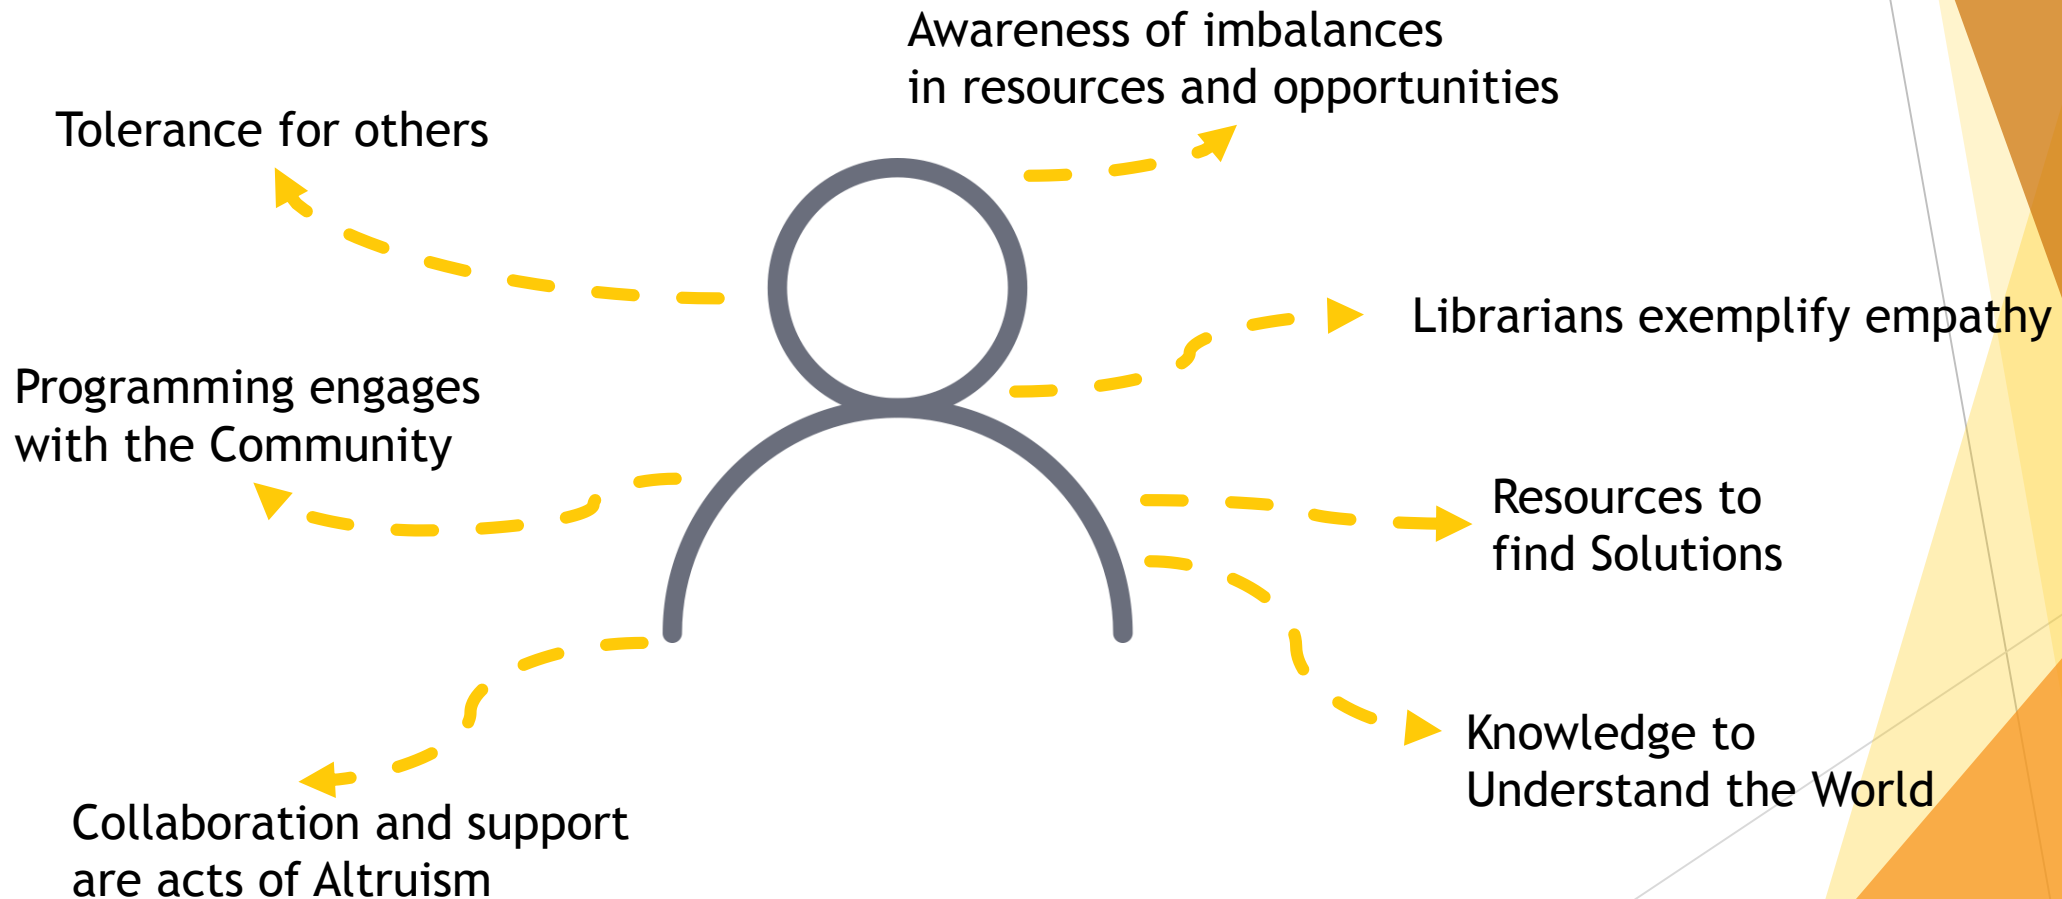 Awareness of imbalances
in resources and opportunities
Tolerance for others
Librarians exemplify empathy
Programming engages
with the Community
Resources to
find Solutions
Knowledge to
Understand the World
Collaboration and support
are acts of Altruism